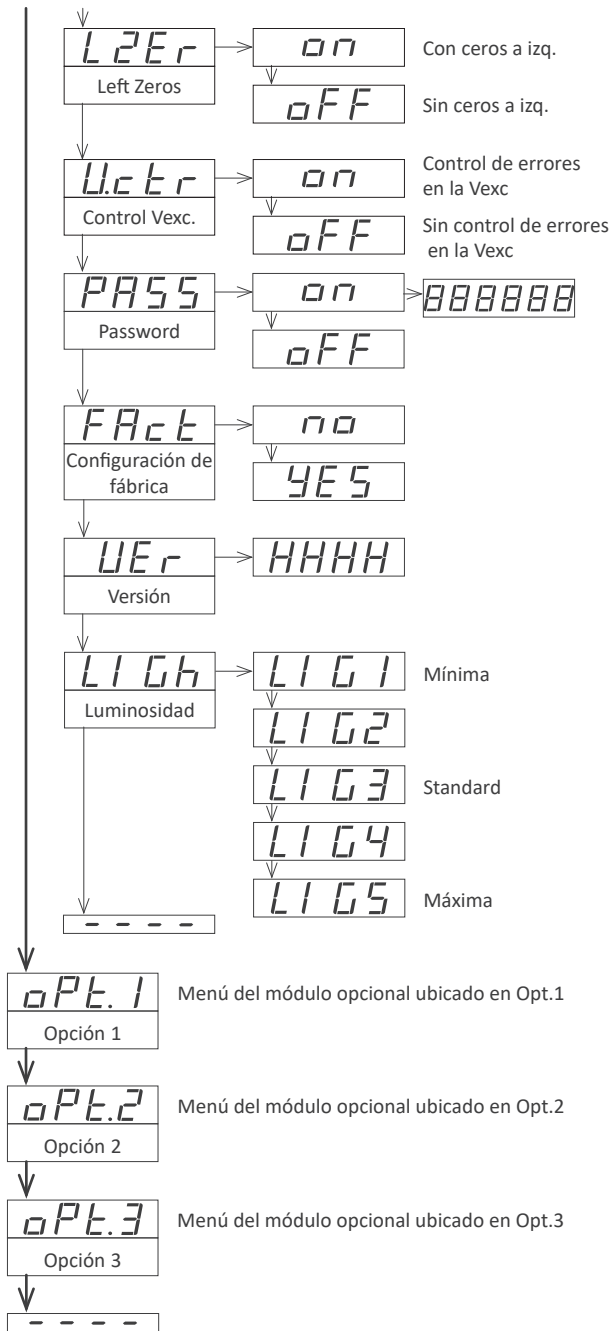 LZEr
on
Con ceros a izq.
Left Zeros
oFF
Sin ceros a izq.
U.ctr
on
Control de errores
en la Vexc
Control Vexc.
oFF
Sin control de errores
en la Vexc
PASS
on
888888
Password
oFF
FAct
no
Configuración de
fábrica
YES
VEr
HHHH
Versión
LIGh
LIG1
Mínima
Luminosidad
LIG2
LIG3
Standard
LIG4
LIG5
Máxima
- - - -
oPt.1
Menú del módulo opcional ubicado en Opt.1
Opción 1
oPt.2
Menú del módulo opcional ubicado en Opt.2
Opción 2
oPt.3
Menú del módulo opcional ubicado en Opt.3
Opción 3
- - - -